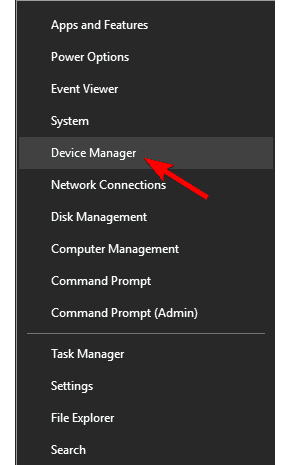 Apps and Features
Power Options
Event Viewer
System
Device Manager
Network Connections
Disk Management
Computer Management
Command Prompt
Command Prompt (Admin)
Task Manager
Settings
File Explorer
Search